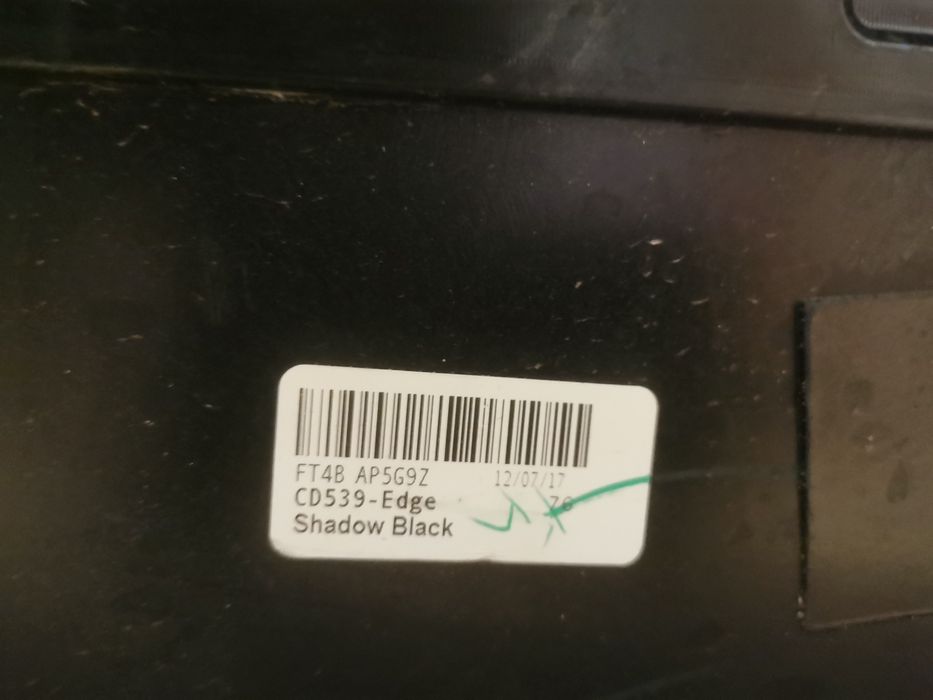 FT4B AP5G9Z 12/07/17
CD539-Edge
Shadow Black